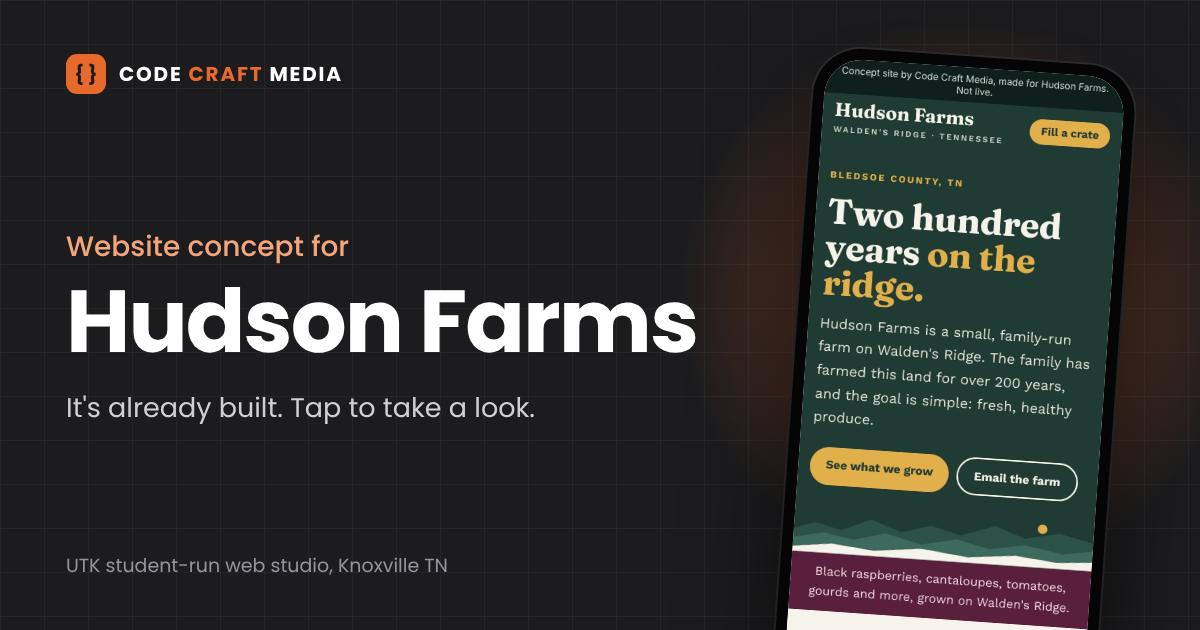 { } CODE CRAFT MEDIA
Website concept for
Hudson Farms
It's already built. Tap to take a look.
UTK student-run web studio, Knoxville TN
Concept site by Code Craft Media, made for Hudson Farms.
Not live.
Hudson Farms
WALDEN'S RIDGE · TENNESSEE
Fill a crate
BLEDSOE COUNTY, TN
Two hundred
years on the
ridge.
Hudson Farms is a small, family-run
farm on Walden's Ridge. The family has
farmed this land for over 200 years,
and the goal is simple: fresh, healthy
produce.
See what we grow
Email the farm
Black raspberries, cantaloupes, tomatoes,
gourds and more, grown on Walden's Ridge.